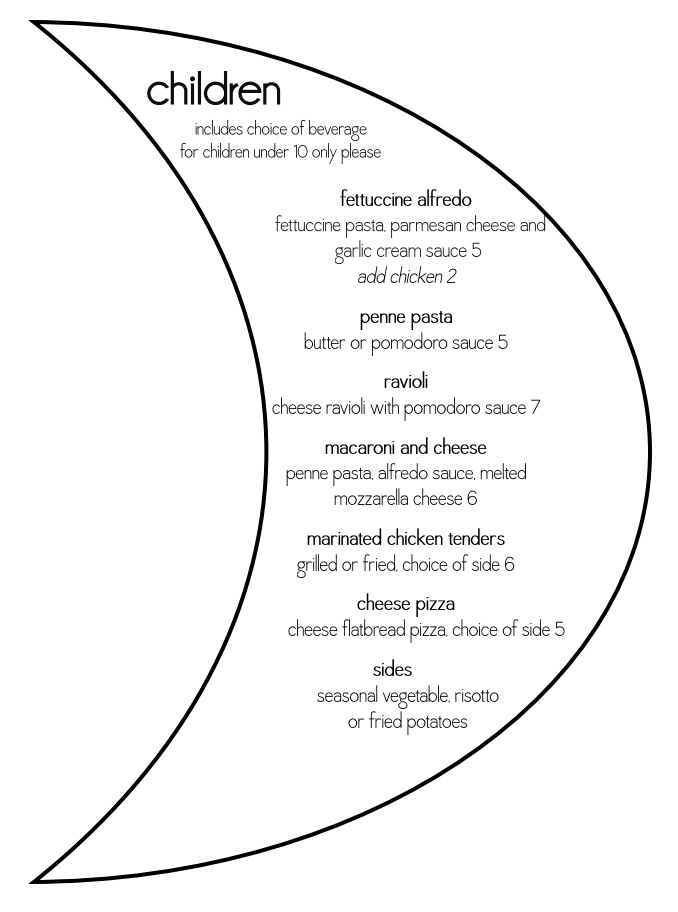 children
includes choice of beverage
for children under 10 only please
fettuccine alfredo
fettuccine pasta, parmesan cheese and
garlic cream sauce 5
add chicken 2
penne pasta
butter or pomodoro sauce 5
ravioli
cheese ravioli with pomodoro sauce 7
macaroni and cheese
penne pasta, alfredo sauce, melted
mozzarella cheese 6
marinated chicken tenders
grilled or fried, choice of side 6
cheese pizza
cheese flatbread pizza, choice of side 5
sides
seasonal vegetable, risotto
or fried potatoes